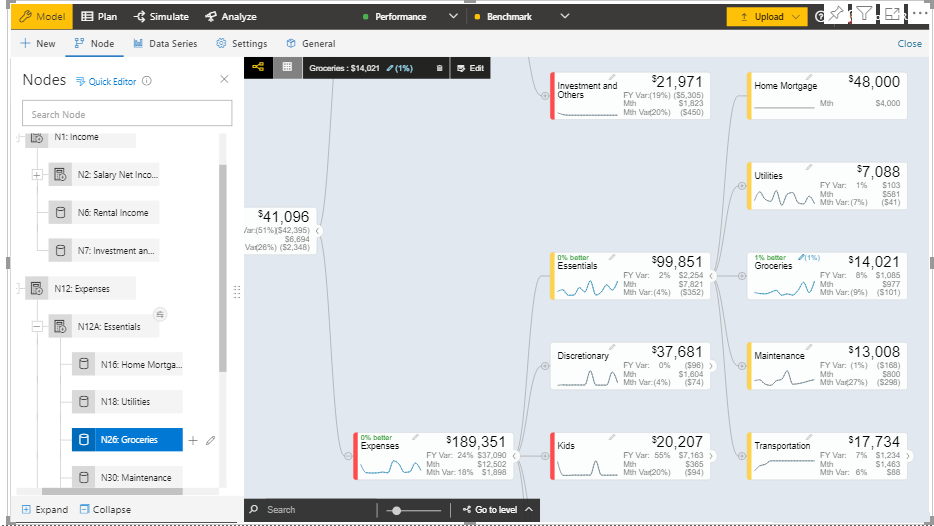 Model
Plan
Simulate
Analyze
Performance
Benchmark
Upload
New
Node
Data Series
Settings
General
Close
Nodes
Quick Editor
Search Node
N1: Income
N2: Salary Net Inco...
N6: Rental Income
N7: Investment an...
N12: Expenses
N12A: Essentials
N16: Home Mortga...
N18: Utilities
N26: Groceries
N30: Maintenance
Expand
Collapse
Groceries : $14,021 (1%)
Edit
$41,096
Var:(51%)($42,395)
$6,694
Var(26%) ($2,348)
0% better
Expenses
$189,351
FY Var: 24% $37,090
Mth $12,502
Mth Var: 18% $1,898
Investment and Others
$21,971
FY Var:(19%) ($5,305)
Mth $1,823
Mth Var(20%) ($450)
0% better
Essentials
$99,851
FY Var: 2% $2,254
Mth $7,821
Mth Var:(4%) ($352)
Discretionary
$37,681
FY Var: 0% ($96)
Mth $1,604
Mth Var:(4%) ($74)
Kids
$20,207
FY Var: 55% $7,163
Mth $365
Mth Var(20%) ($94)
Home Mortgage
$48,000
Mth $4,000
Utilities
$7,088
FY Var: 1% $103
Mth $581
Mth Var:(7%) ($41)
1% better (1%)
Groceries
$14,021
FY Var: 8% $1,085
Mth $977
Mth Var:(9%) ($101)
Maintenance
$13,008
FY Var: (1%) ($168)
Mth $800
Mth Var(27%) ($298)
Transportation
$17,734
FY Var: 7% $1,234
Mth $1,463
Mth Var: 6% $88
Search
Go to level